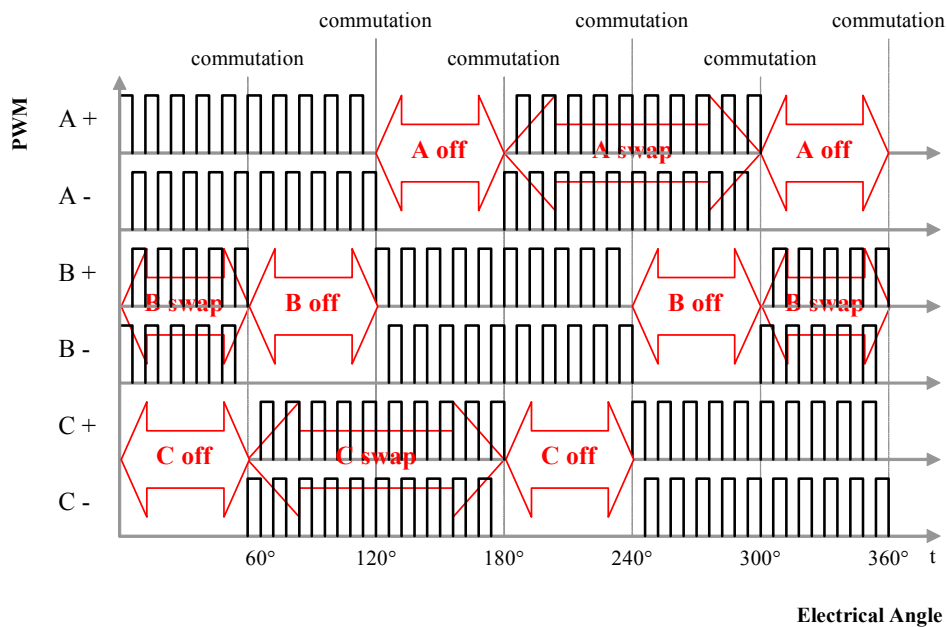 commutation commutation commutation
commutation commutation commutation
PWM
A +
A off A swap A off
A -
B +
B swap B off B off B swap
B -
C +
C off C swap C off
C -
60° 120° 180° 240° 300° 360° t
Electrical Angle